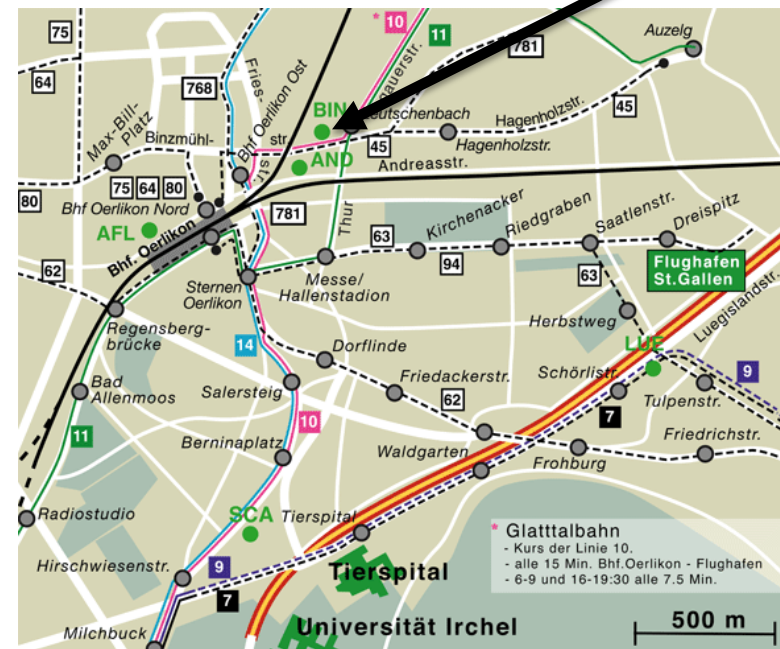 75
* 10
11
781
Auzelg
64
768
Fries-
BIN
45
Max-Bill-
Platz
Binzmühl-
str.
Bhf Oerlikon Ost
Hagenholzstr.
45
Hagenholzstr.
AND
Andreasstr.
80
75 64 80
Bhf Oerlikon Nord
781
AFL
Bhf. Oerlikon
Thur
63
Kirchenacker
Riedgraben
Saatlenstr.
Dreispitz
94
63
62
Sternen
Oerlikon
Messe/
Hallenstadion
Flughafen
St.Gallen
Luegislandstr.
Regensberg-
brücke
14
Dorflinde
Herbstweg
LUE
Schörlistr.
9
Bad
Allenmoos
Salersteig
Friedackerstr.
62
7
Tulpenstr.
11
10
Berninaplatz
Waldgarten
Friedrichstr.
Frohburg
Radiostudio
SCA
Tierspital
* Glatttalbahn
- Kurs der Linie 10.
- alle 15 Min. Bhf.Oerlikon - Flughafen
- 6-9 und 16-19:30 alle 7.5 Min.
Hirschwiesenstr.
9
7
Tierspital
Universität Irchel
Milchbuck
500 m